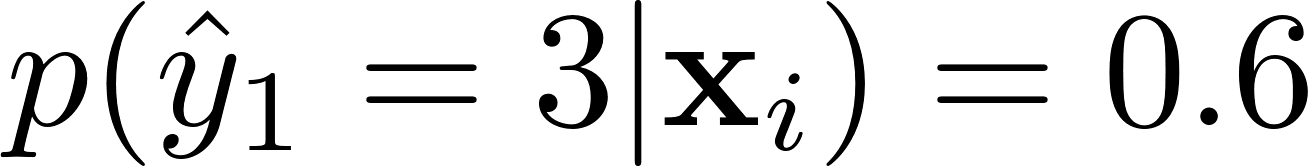 p(ŷ₁ = 3|𝐱ᵢ) = 0.6